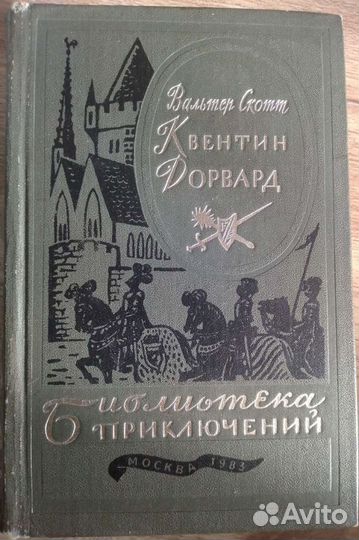 Вальтер Скотт
Квентин
Дорвард
Библиотека
приключений
МОСКВА 1983
Avito